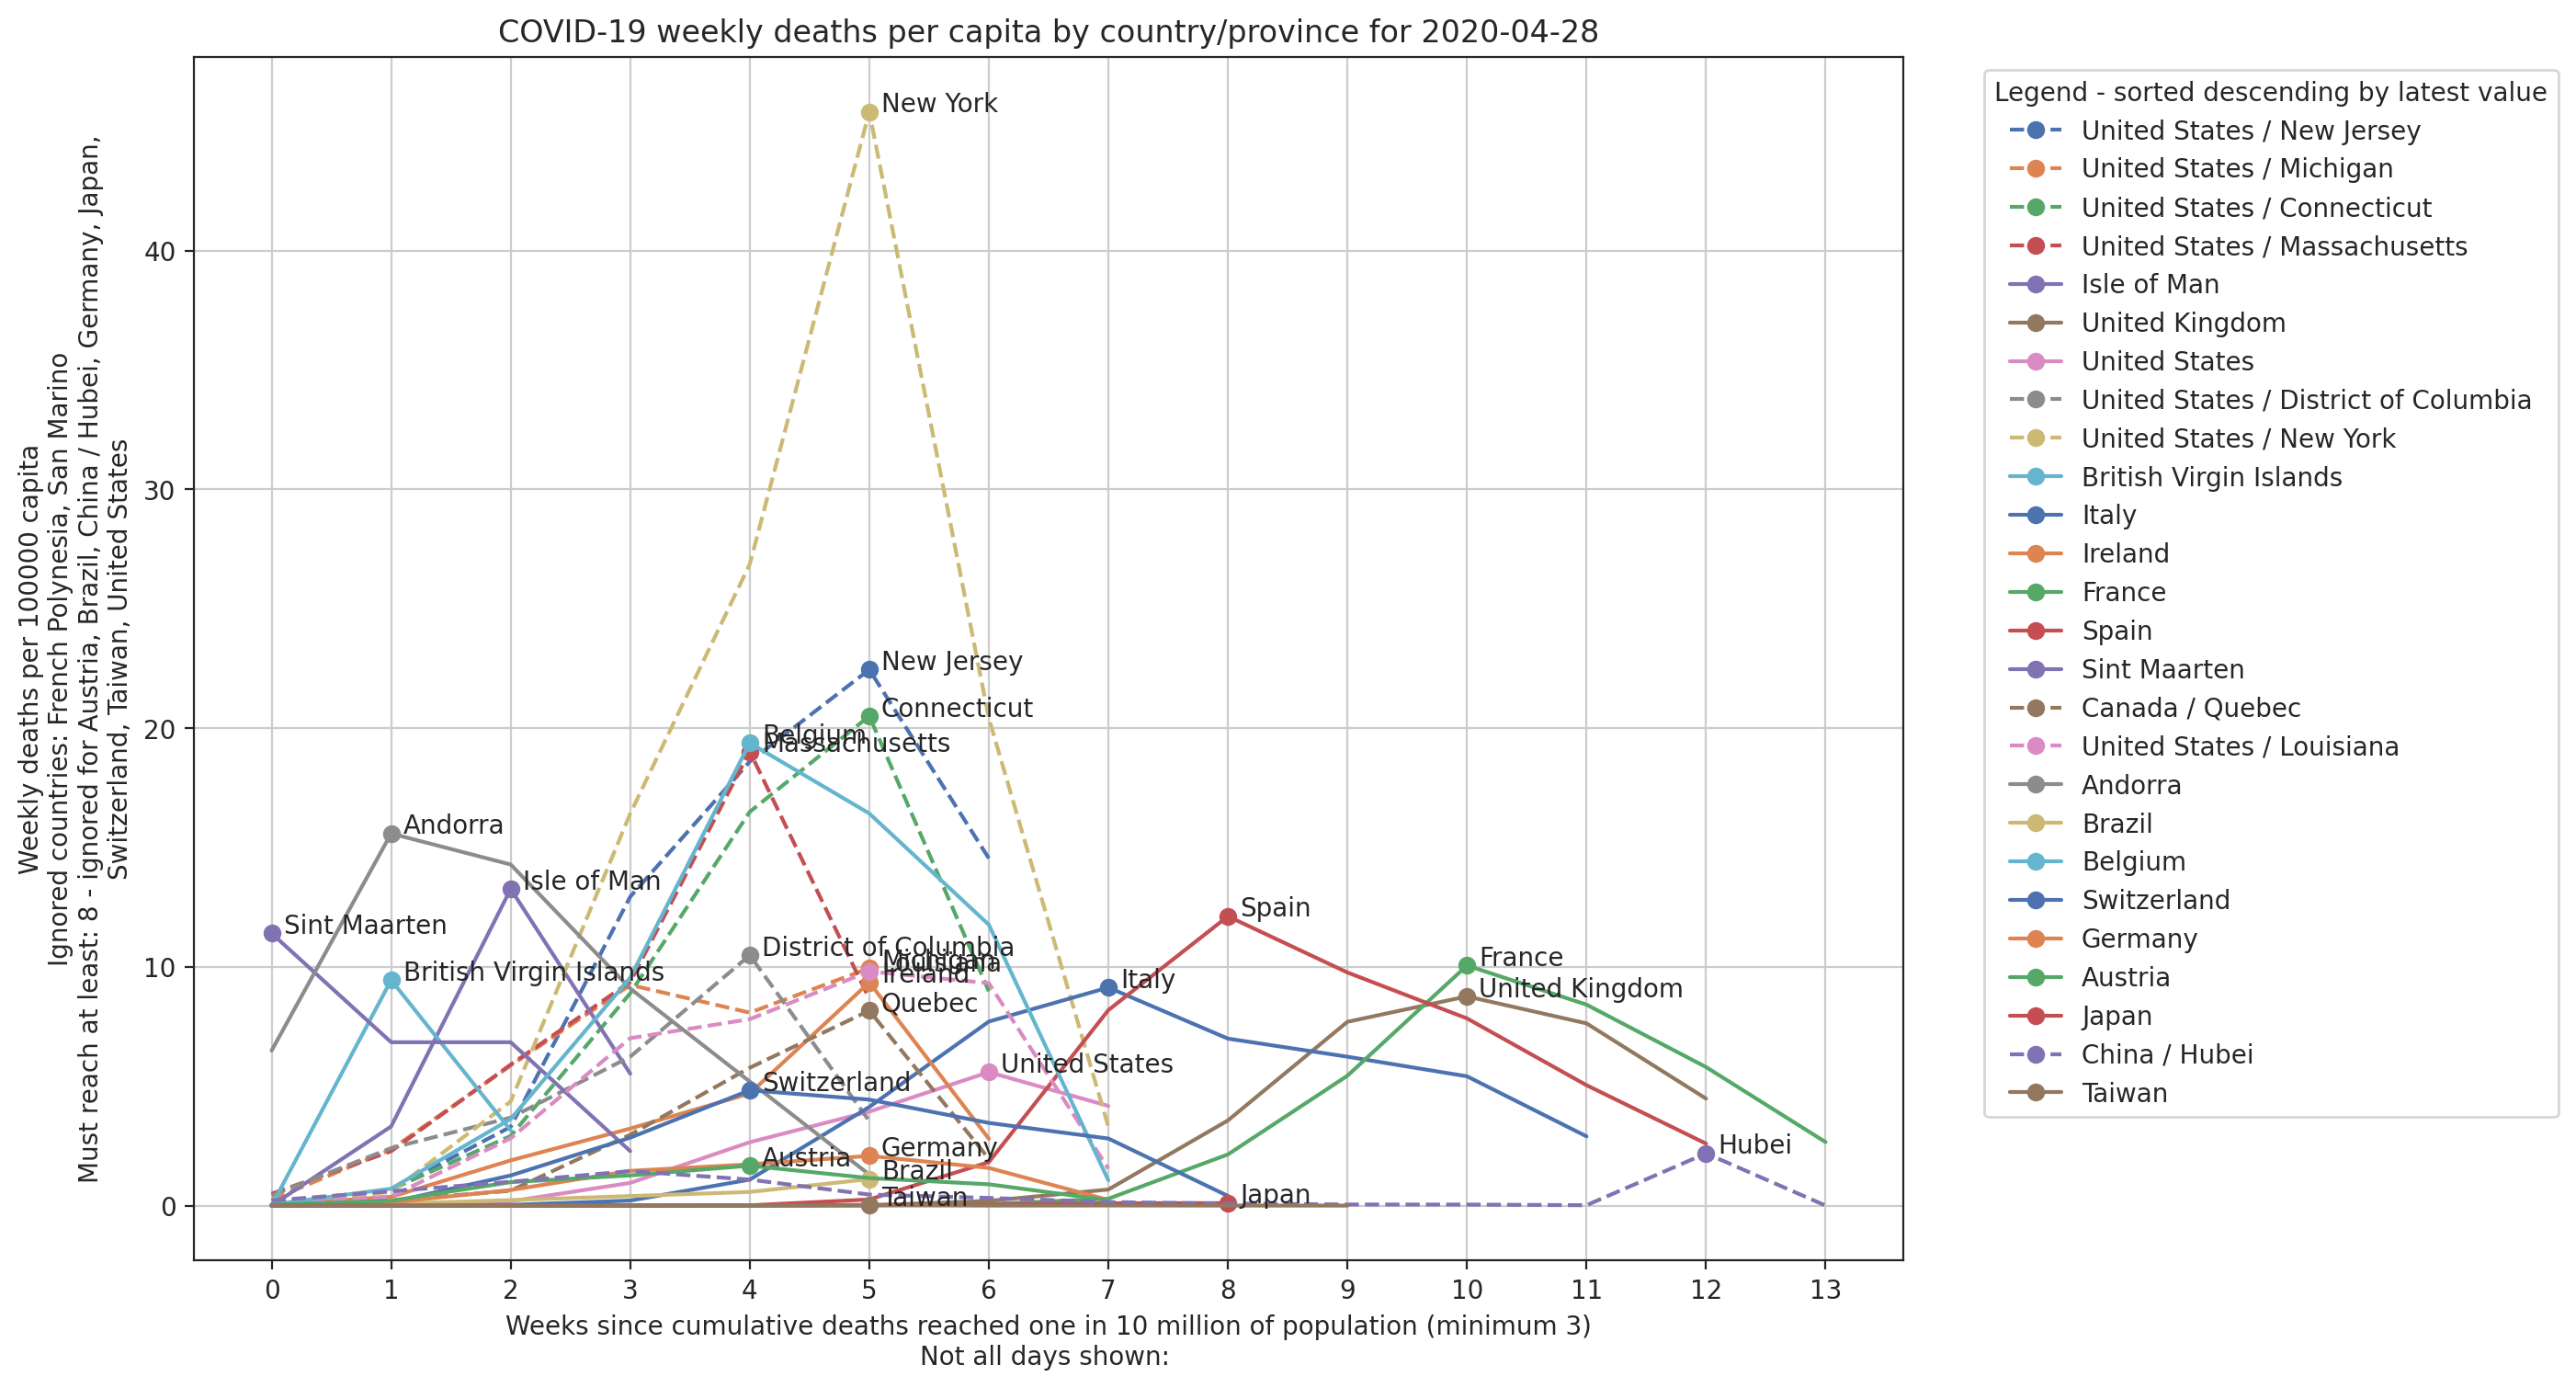 COVID-19 weekly deaths per capita by country/province for 2020-04-28
Weekly deaths per 100000 capita
Ignored countries: French Polynesia, San Marino
Must reach at least: 8 - ignored for Austria, Brazil, China / Hubei, Germany, Japan,
Switzerland, Taiwan, United States
40
30
20
10
0
New York
New Jersey
Connecticut
Belgium
Massachusetts
Andorra
Isle of Man
Sint Maarten
British Virgin Islands
District of Columbia
Michigan
Louisiana
Ireland
Quebec
Spain
Italy
France
United Kingdom
United States
Switzerland
Germany
Austria
Brazil
Taiwan
Japan
Hubei
0 1 2 3 4 5 6 7 8 9 10 11 12 13
Weeks since cumulative deaths reached one in 10 million of population (minimum 3)
Not all days shown:
Legend - sorted descending by latest value
United States / New Jersey
United States / Michigan
United States / Connecticut
United States / Massachusetts
Isle of Man
United Kingdom
United States
United States / District of Columbia
United States / New York
British Virgin Islands
Italy
Ireland
France
Spain
Sint Maarten
Canada / Quebec
United States / Louisiana
Andorra
Brazil
Belgium
Switzerland
Germany
Austria
Japan
China / Hubei
Taiwan